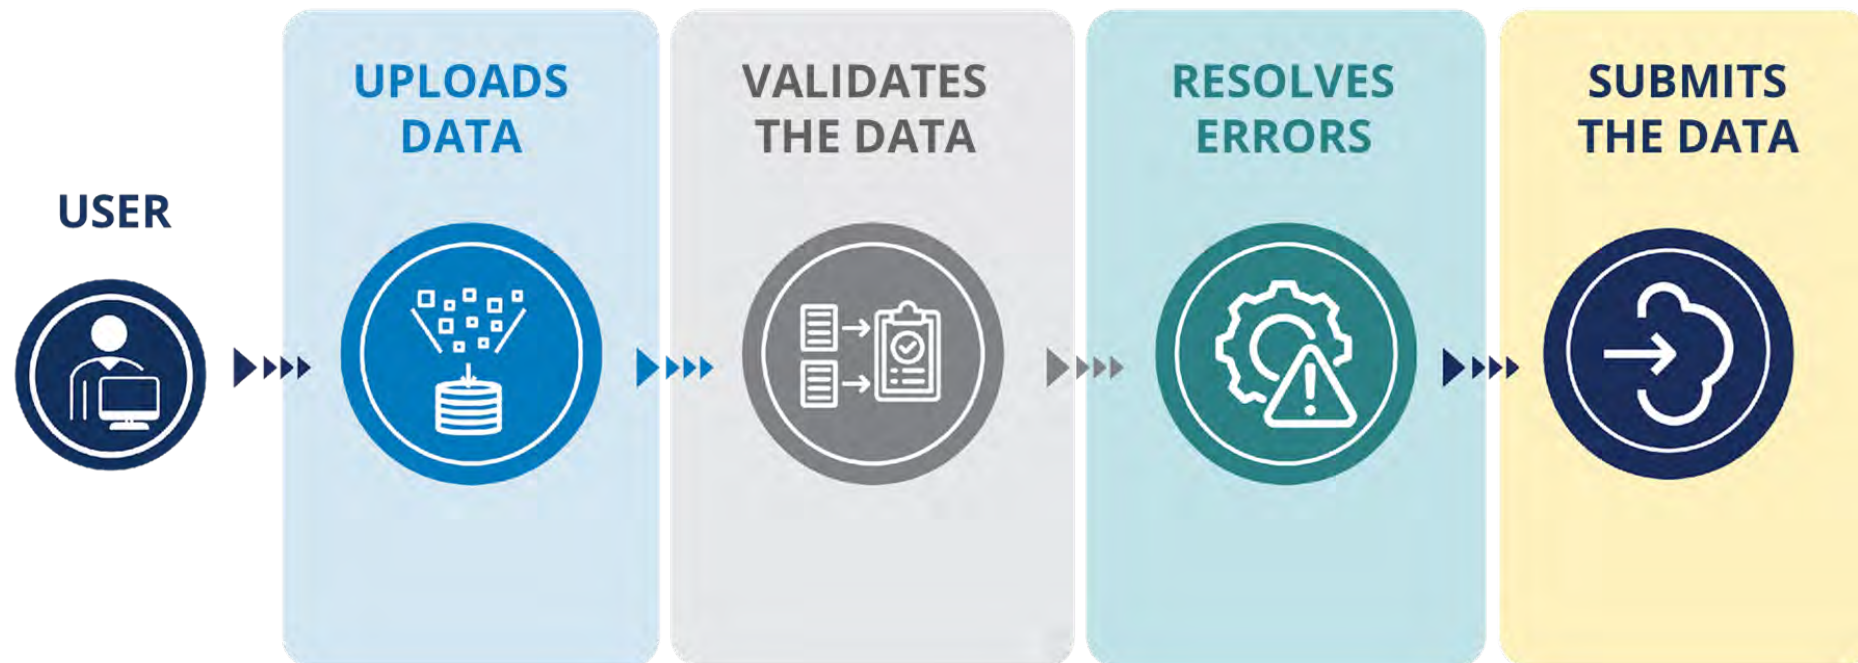 USER
UPLOADS
DATA
VALIDATES
THE DATA
RESOLVES
ERRORS
SUBMITS
THE DATA